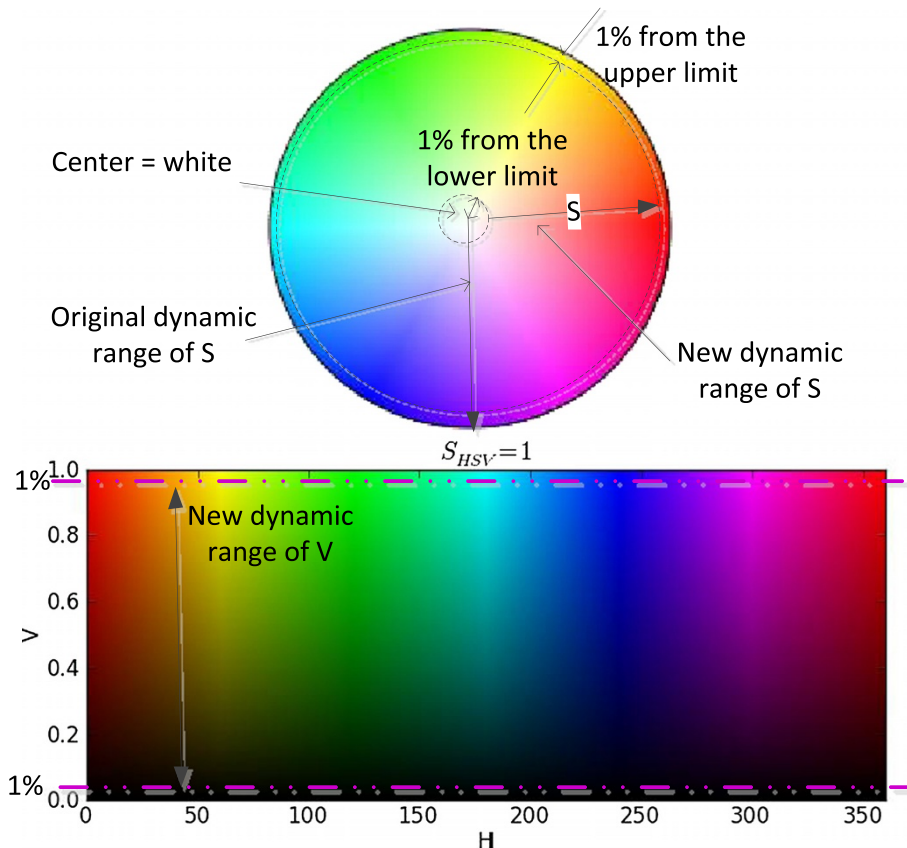 1% from the
upper limit
1% from the
lower limit
Center = white
S
Original dynamic
range of S
New dynamic
range of S
S_{HSV}=1
1%
1.0
New dynamic
range of V
0.8
0.6
V
0.4
0.2
1%
0.0
0 50 100 150 200 250 300 350
H